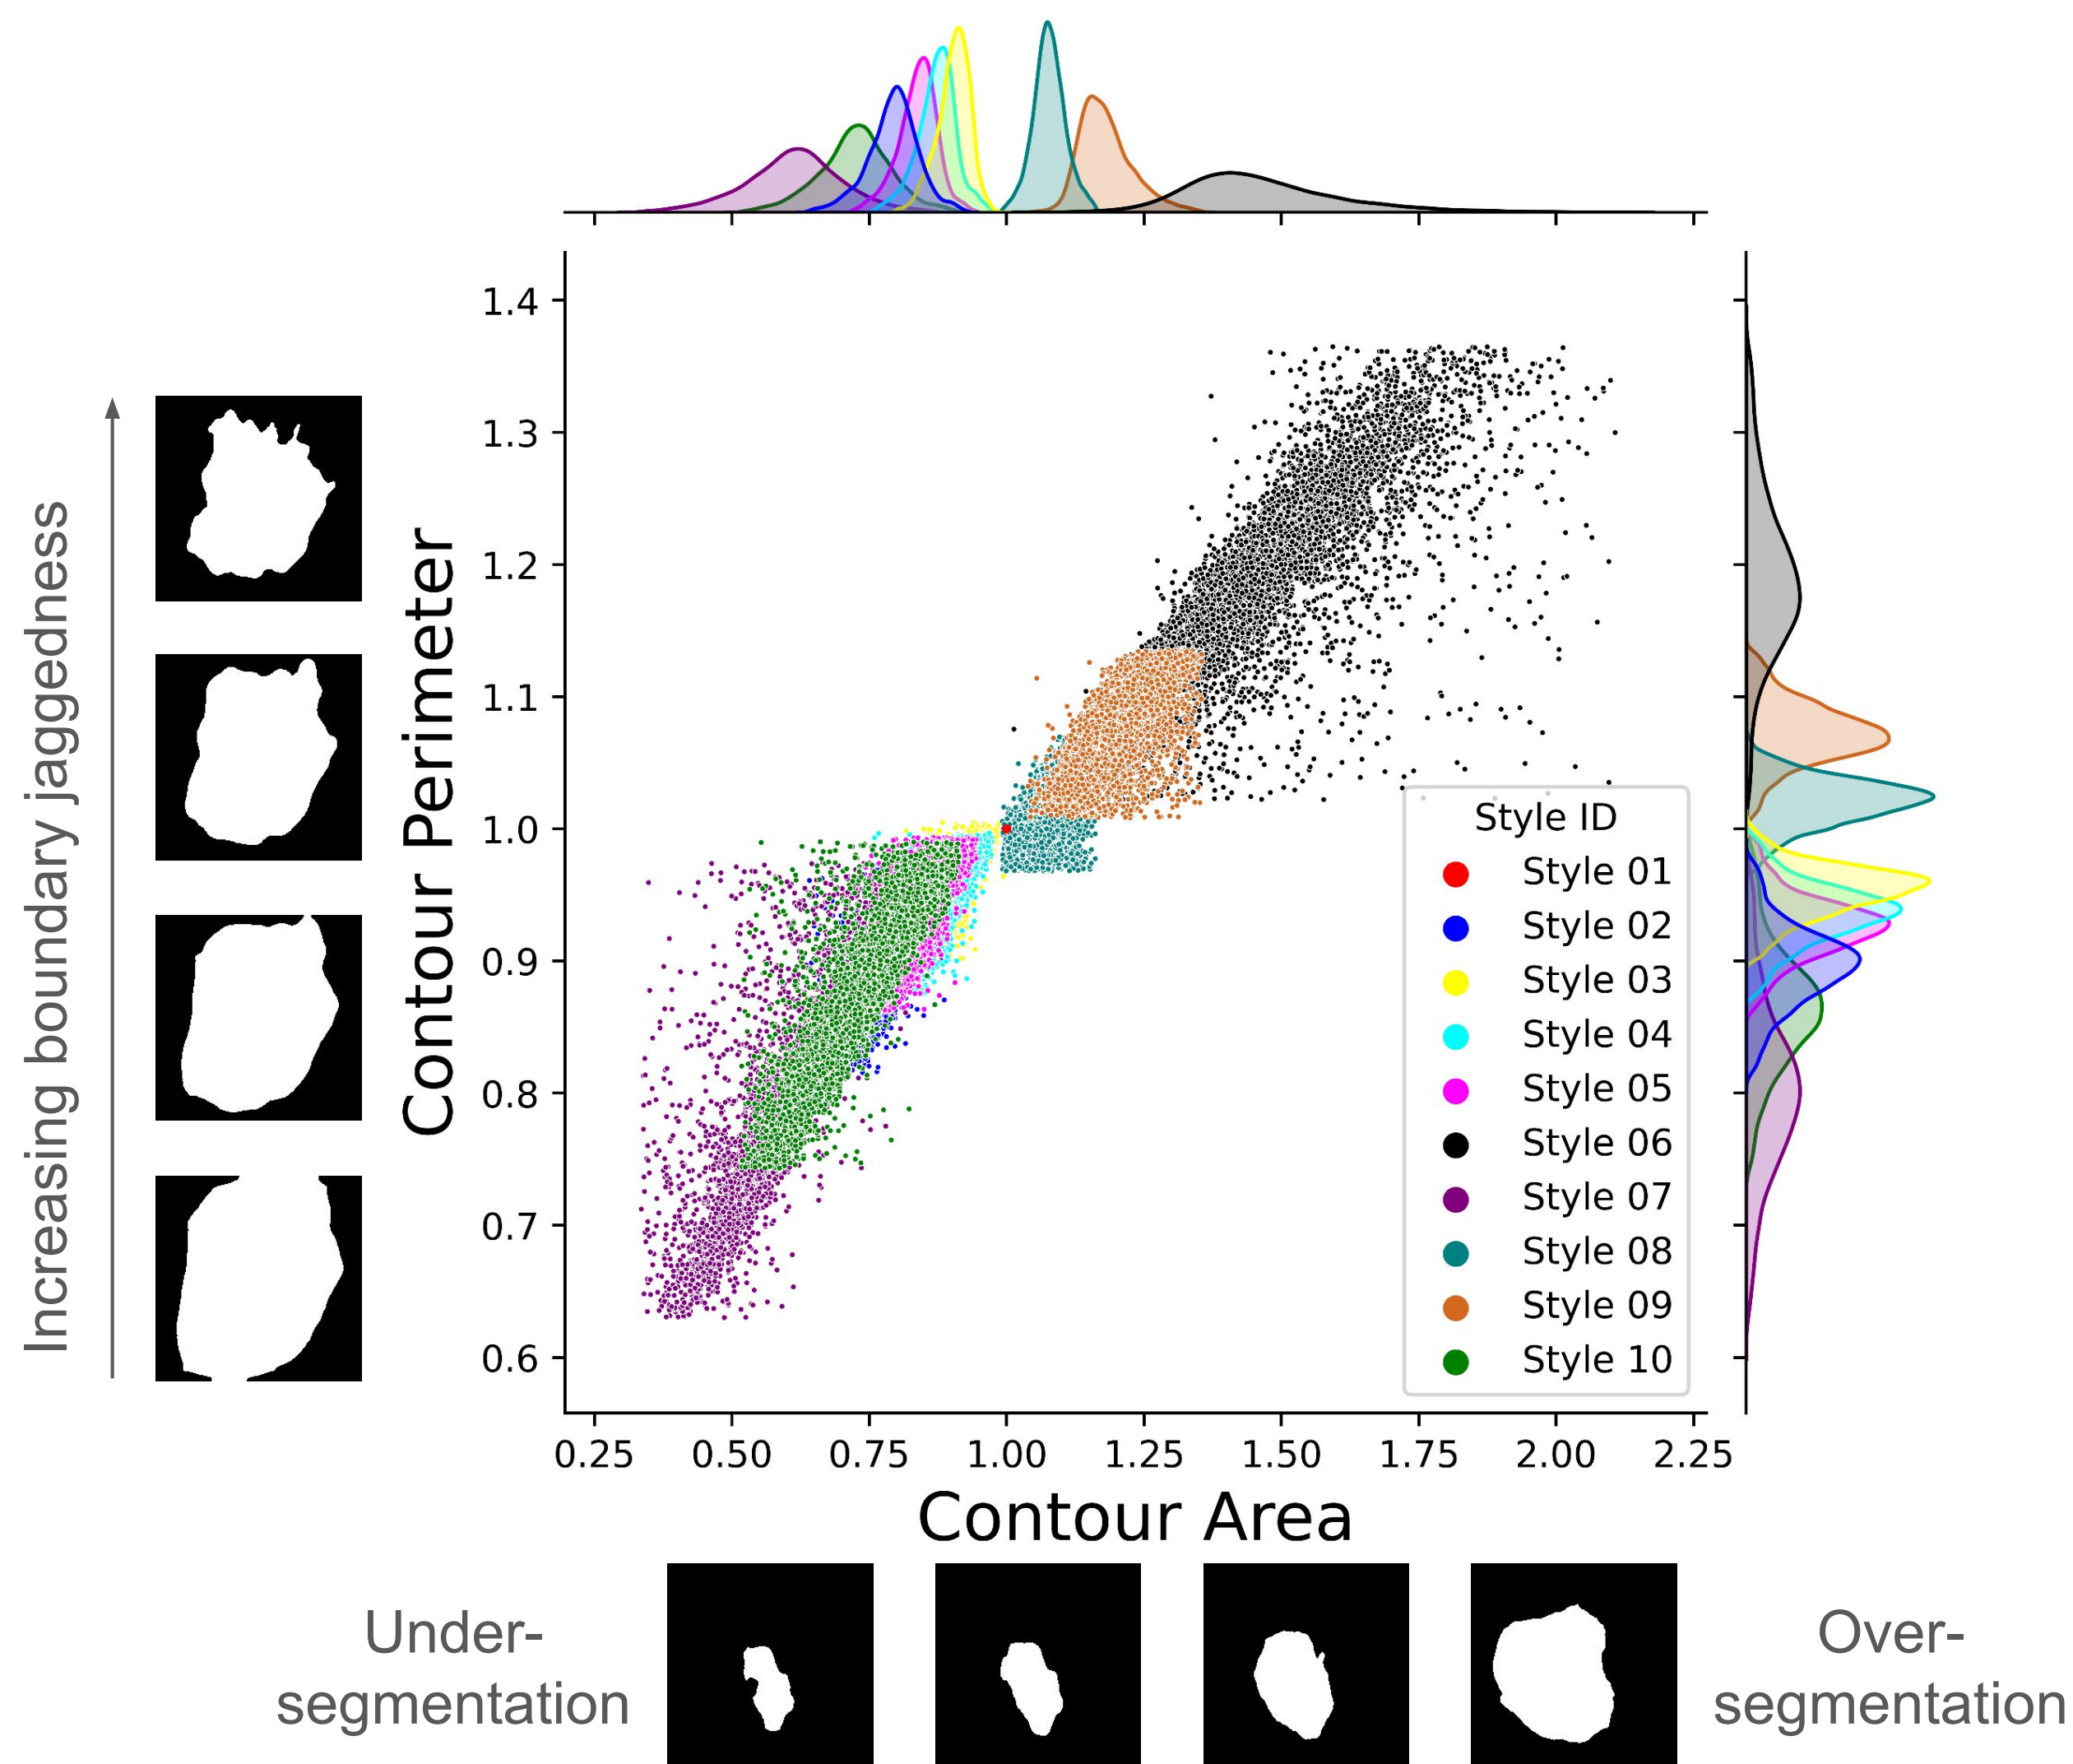 Increasing boundary jaggedness
Contour Perimeter
1.4
1.3
1.2
1.1
1.0
0.9
0.8
0.7
0.6
Style ID
Style 01
Style 02
Style 03
Style 04
Style 05
Style 06
Style 07
Style 08
Style 09
Style 10
0.25 0.50 0.75 1.00 1.25 1.50 1.75 2.00 2.25
Contour Area
Under-
segmentation
Over-
segmentation